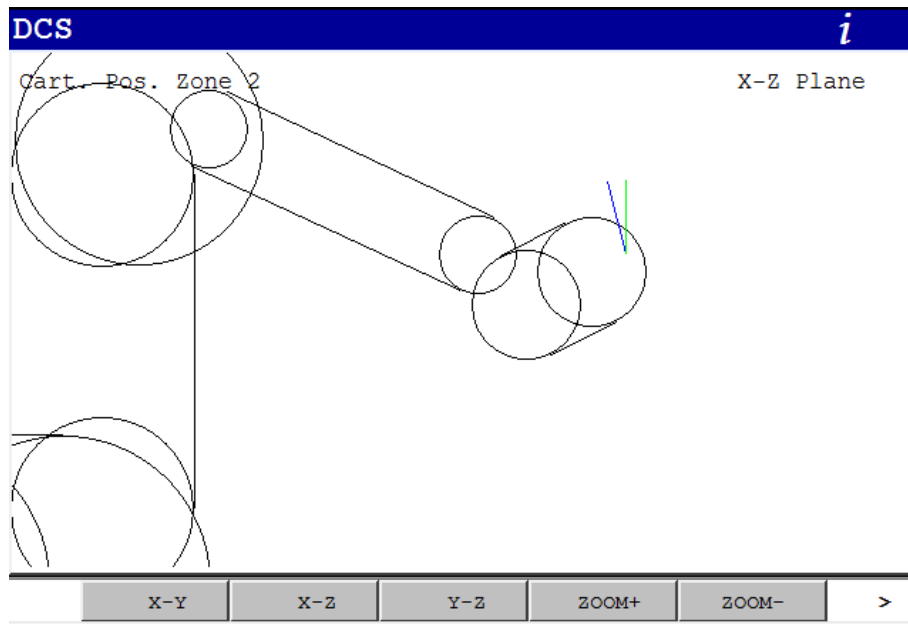 DCS i
Cart. Pos. Zone 2 X-Z Plane
X-Y X-Z Y-Z ZOOM+ ZOOM- >